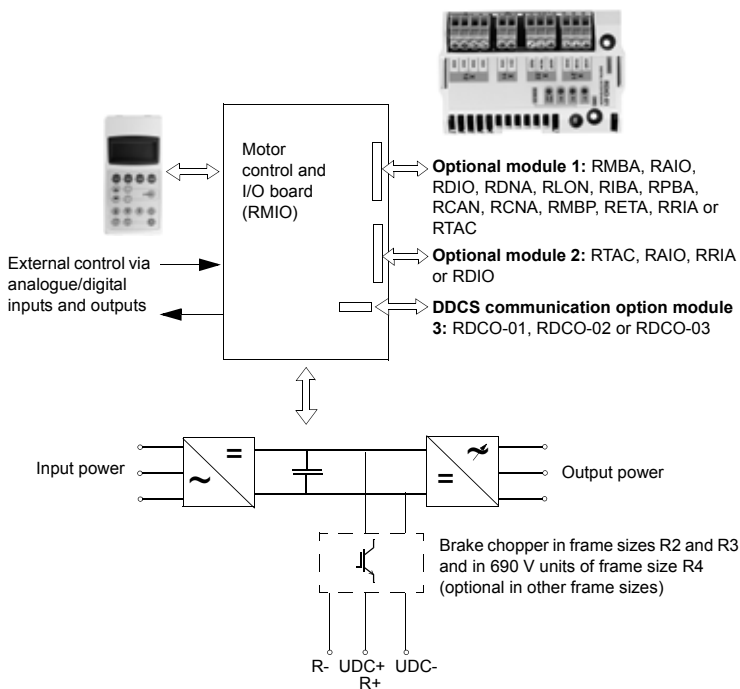 Motor
control and
I/O board
(RMIO)
Optional module 1: RMBA, RAIO,
RDIO, RDNA, RLON, RIBA, RPBA,
RCAN, RCNA, RMBP, RETA, RRIA or
RTAC
Optional module 2: RTAC, RAIO, RRIA
or RDIO
External control via
analogue/digital
inputs and outputs
DDCS communication option module
3: RDCO-01, RDCO-02 or RDCO-03
Input power
= ~
~ =
Output power
Brake chopper in frame sizes R2 and R3
and in 690 V units of frame size R4
(optional in other frame sizes)
R- UDC+ UDC-
R+